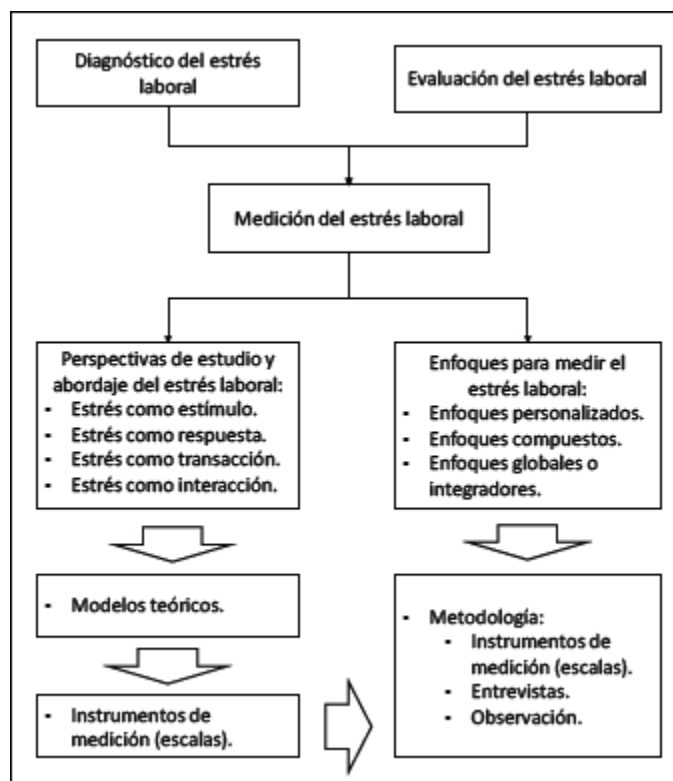 Diagnóstico del estrés
laboral
Evaluación del estrés laboral
Medición del estrés laboral
Perspectivas de estudio y
abordaje del estrés laboral:
- Estrés como estímulo.
- Estrés como respuesta.
- Estrés como transacción.
- Estrés como interacción.
Enfoques para medir el
estrés laboral:
- Enfoques personalizados.
- Enfoques compuestos.
- Enfoques globales o
integradores.
- Modelos teóricos.
- Instrumentos de
medición (escalas).
- Metodología:
- Instrumentos de
medición (escalas).
- Entrevistas.
- Observación.